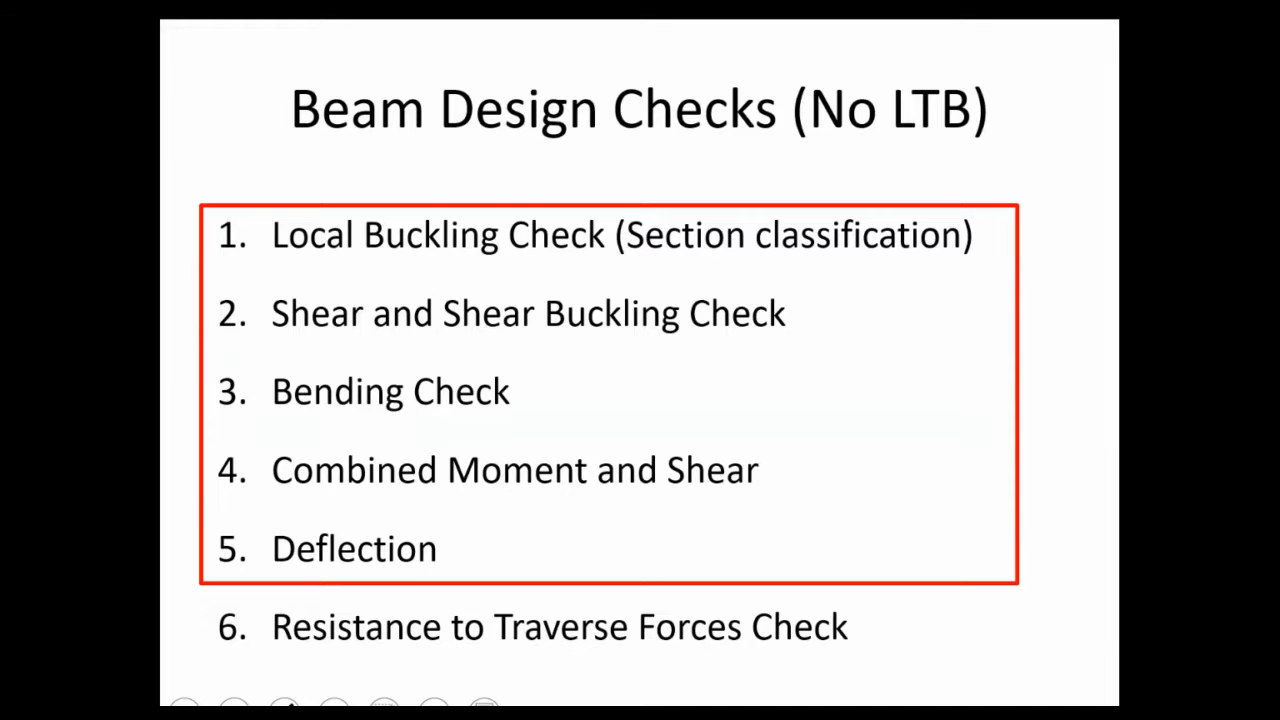 Beam Design Checks (No LTB)
1. Local Buckling Check (Section classification)
2. Shear and Shear Buckling Check
3. Bending Check
4. Combined Moment and Shear
5. Deflection
6. Resistance to Traverse Forces Check